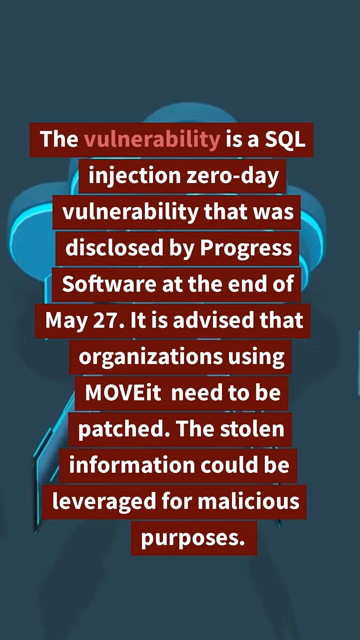 The vulnerability is a SQL
injection zero-day
vulnerability that was
disclosed by Progress
Software at the end of
May 27. It is advised that
organizations using
MOVEit need to be
patched. The stolen
information could be
leveraged for malicious
purposes.